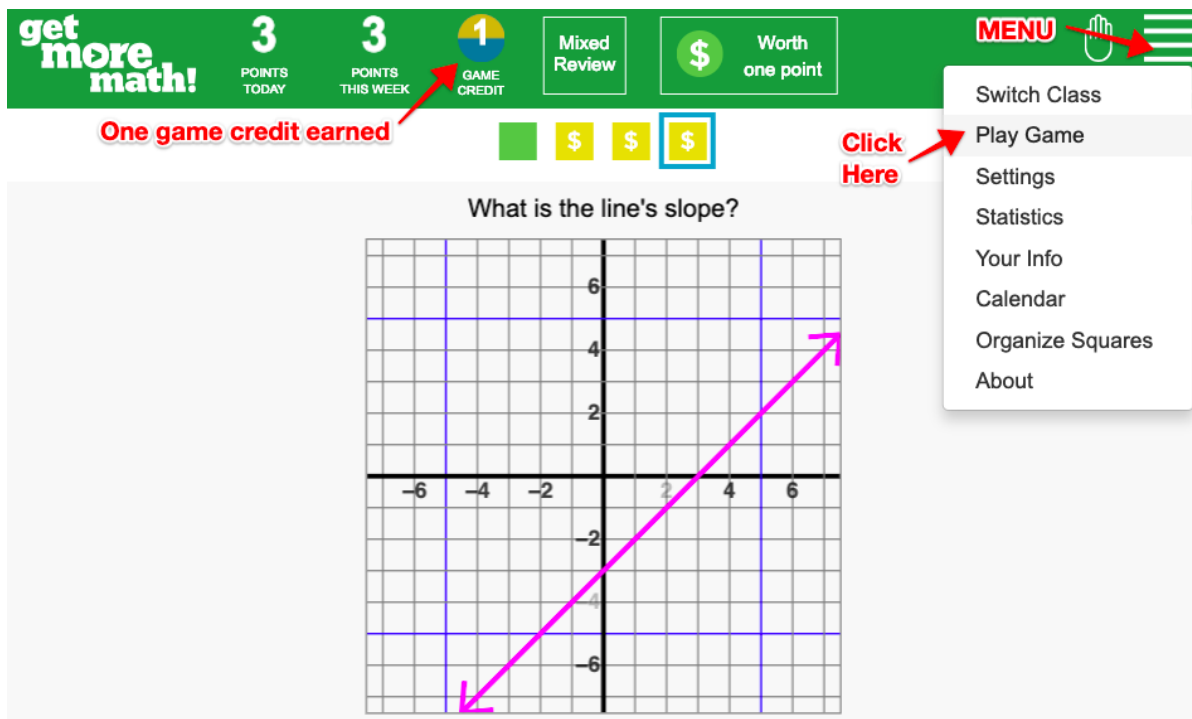 get
more
math!
3
POINTS
TODAY
3
POINTS
THIS WEEK
1
GAME
CREDIT
Mixed
Review
$
Worth
one point
MENU
One game credit earned
$
$
$
Click
Here
Switch Class
Play Game
Settings
Statistics
Your Info
Calendar
Organize Squares
About
What is the line's slope?
6
4
2
–6 –4 –2 2 4 6
–2
–4
–6